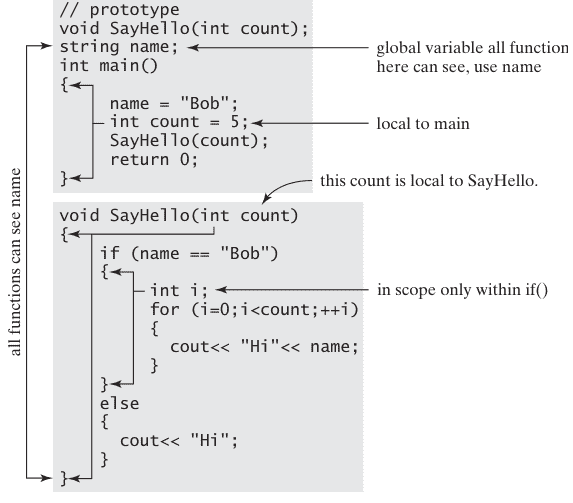 // prototype
void SayHello(int count);
string name;
global variable all function
int main()
here can see, use name
{
name = "Bob";
int count = 5;
local to main
SayHello(count);
return 0;
}
all functions can see name
this count is local to SayHello.
void SayHello(int count)
{
if (name == "Bob")
{
int i;
in scope only within if()
for (i=0;i<count;++i)
{
cout<< "Hi"<< name;
}
}
else
{
cout<< "Hi";
}
}